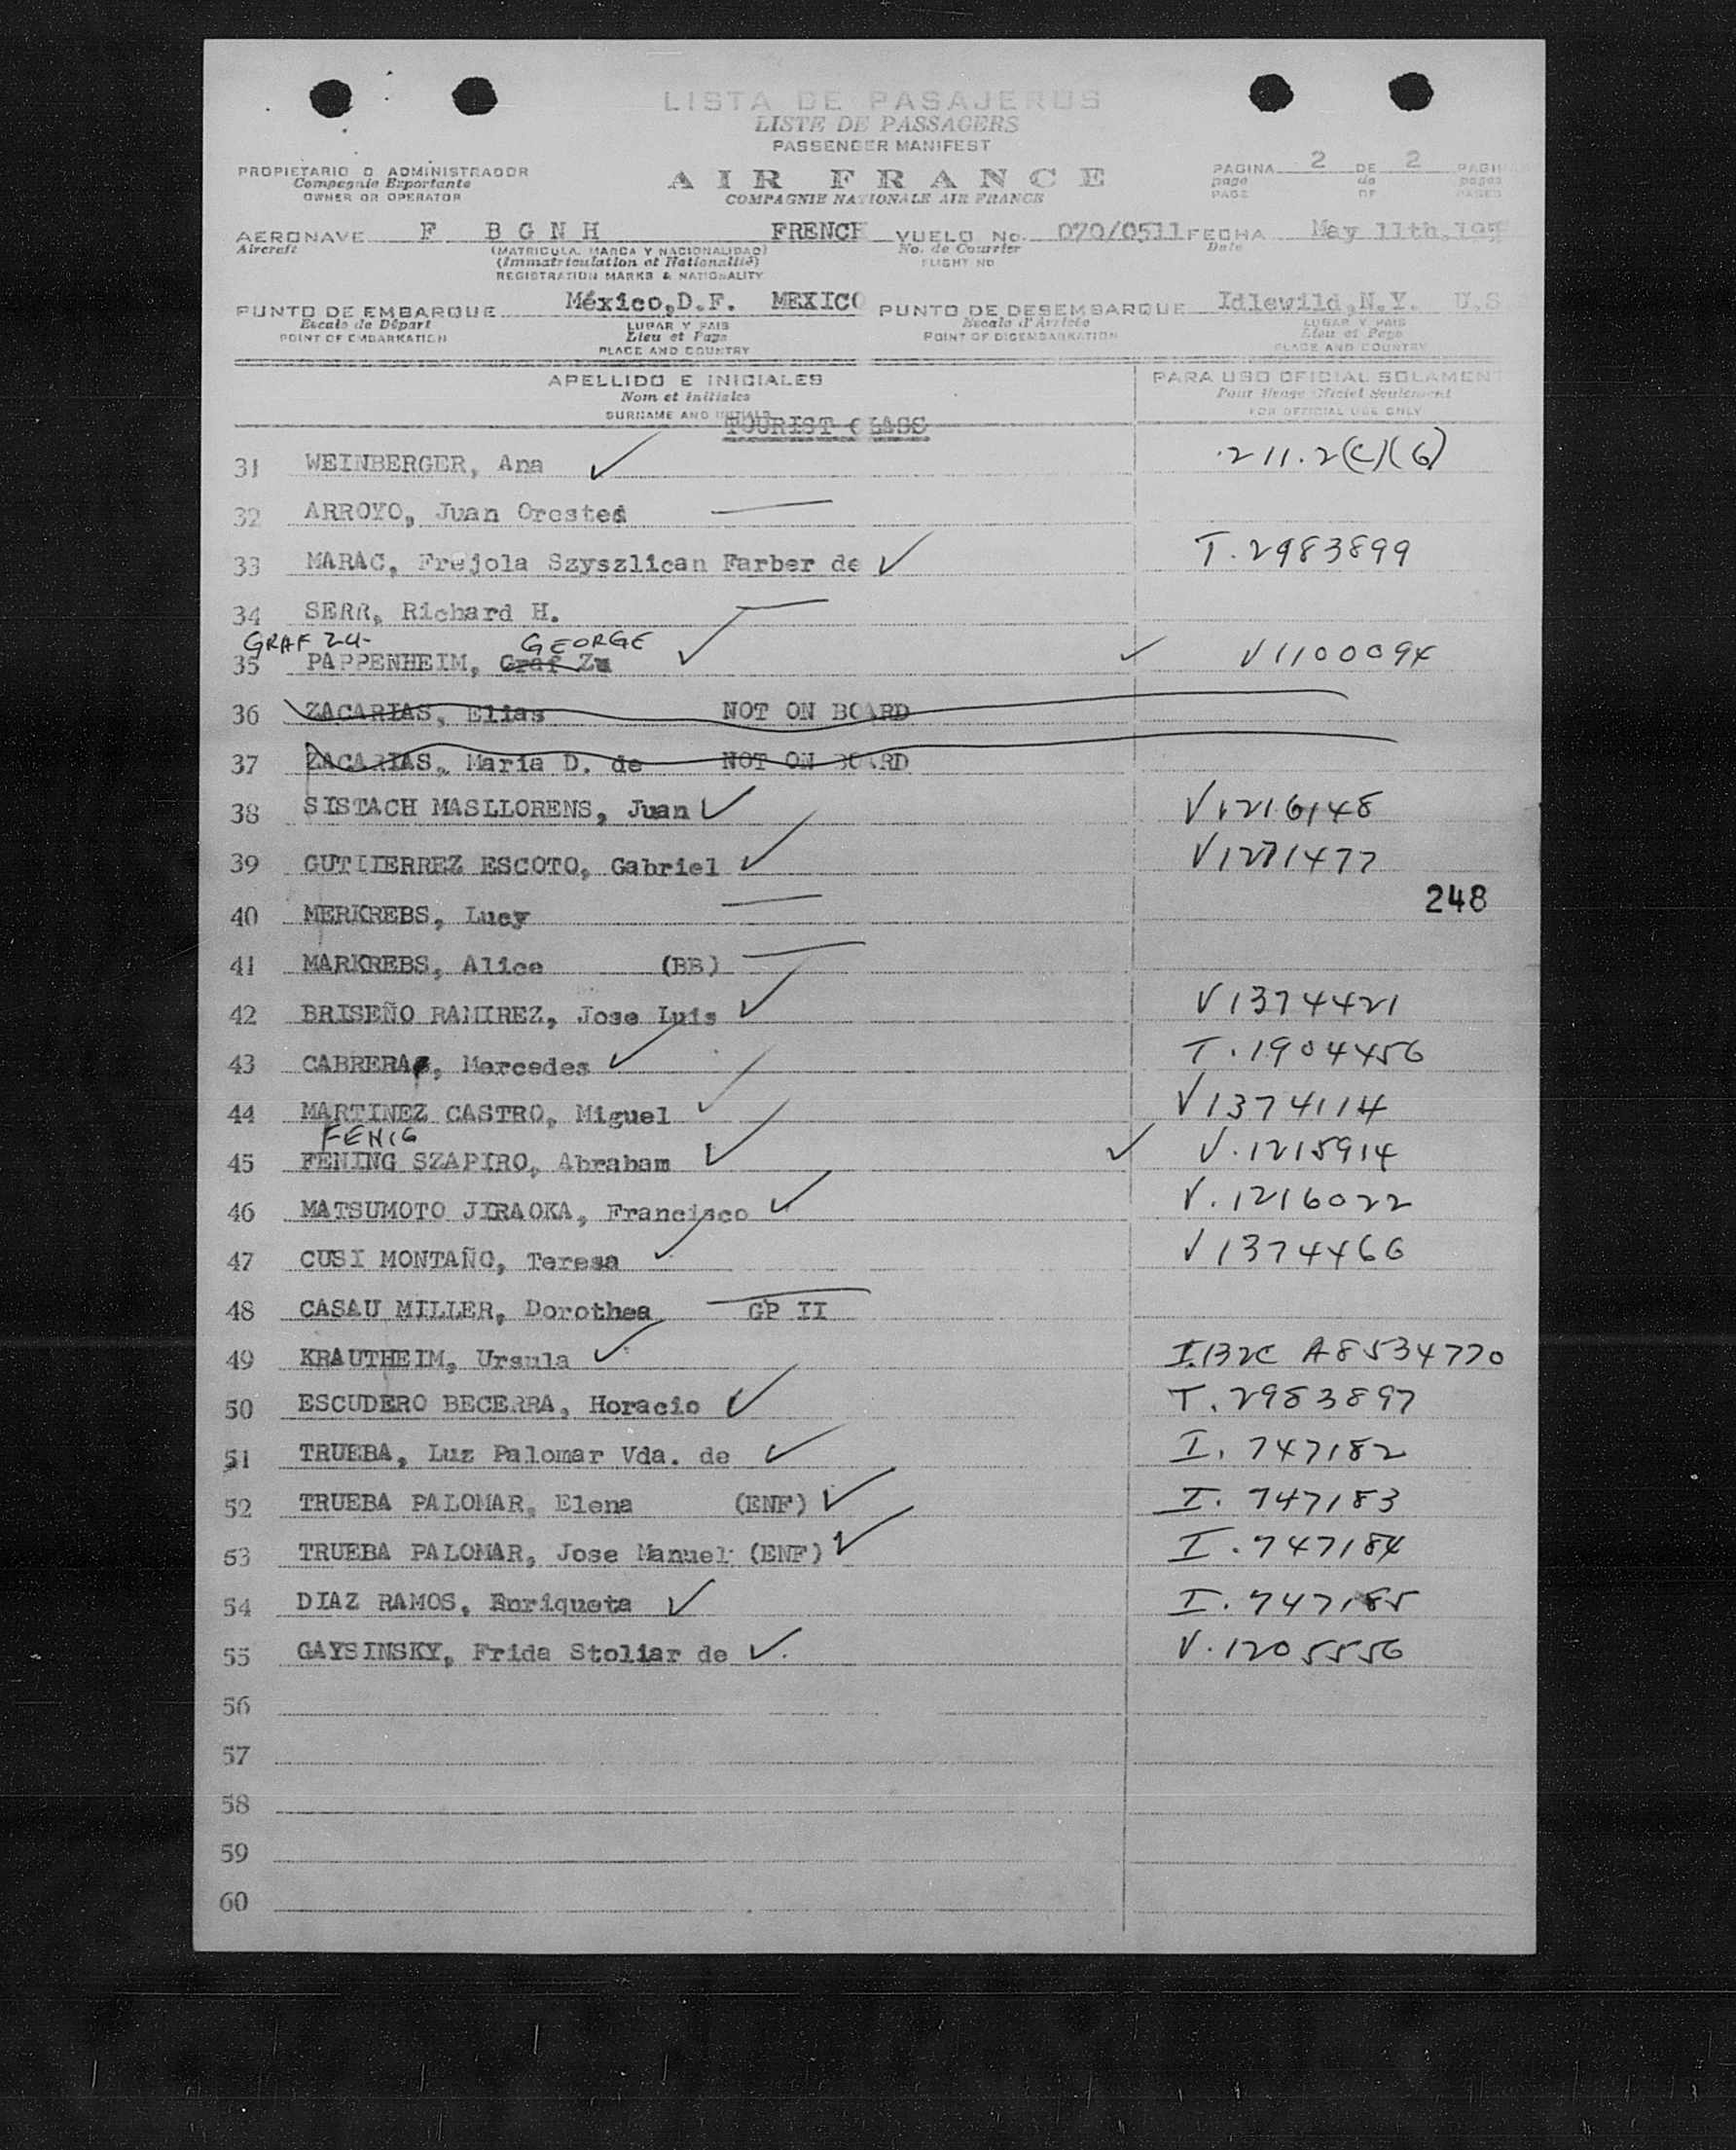 LISTA DE PASAJEROS
LISTE DE PASSAGERS
PASSENGER MANIFEST
PROPIETARIO O ADMINISTRADOR
Compagnie Exportante
OWNER OR OPERATOR
AIR FRANCE
COMPAGNIE NATIONALE AIR FRANCE
PAGINA 2 DE 2 PAGIN
page de pages
PAGE OF PAGES
AERONAVE F BGNH FRENCH VUELO No. 070/0511 FECHA May 11th,195
Aircraft (MATRICULA, MARCA Y NACIONALIDAD) No. de Courrier Date
(Immatriculation et Nationalité) FLIGHT NO
REGISTRATION MARKS & NATIONALITY
PUNTO DE EMBARQUE México,D.F. MEXICO PUNTO DE DESEMBARQUE Idlewild,N.Y. U.S
Escale de Départ LUGAR Y PAIS Escale d'Arrivée LUGAR Y PAIS
POINT OF EMBARKATION Lieu et Pays POINT OF DISEMBARKATION Lieu et Pays
PLACE AND COUNTRY PLACE AND COUNTRY
APELLIDO E INICIALES PARA USO OFICIAL SOLAMENT
Nom et Initiales Pour Usage Officiel Seulement
SURNAME AND INITIALS FOR OFFICIAL USE ONLY
TOURIST CLASS
31 WEINBERGER, Ana ✓ 211.2(C)(6)
32 ARROYO, Juan Orestes —
33 MARAC, Frejola Szyszlican Farber de ✓ T.2983899
34 SERR, Richard H. —
GRAF ZU- GEORGE
35 PAPPENHEIM, Graf Zu ✓ ✓ V1100094
36 ZACARIAS, Elias NOT ON BOARD
37 ZACARIAS, Maria D. de NOT ON BOARD
38 SISTACH MASLLORENS, Juan ✓ V1216148
39 GUTIIERREZ ESCOTO, Gabriel ✓ V1271477
248
40 MERKREBS, Lucy —
41 MARKREBS, Alice (BB) —
42 BRISEÑO RAMIREZ, Jose Luis ✓ V1374421
43 CABRERA, Mercedes ✓ T.1904456
44 MARTINEZ CASTRO, Miguel ✓ V1374114
FENIG
45 FENING SZAPIRO, Abraham ✓ ✓ V.1215914
46 MATSUMOTO JIRAOKA, Francisco ✓ V.1216022
47 CUSI MONTAÑO, Teresa ✓ V1374466
48 CASAU MILLER, Dorothea — GP II
49 KRAUTHEIM, Ursula ✓ I.132C A8534770
50 ESCUDERO BECERRA, Horacio ✓ T.2983897
51 TRUEBA, Luz Palomar Vda. de ✓ I.747182
52 TRUEBA PALOMAR, Elena (ENF) ✓ I.747183
53 TRUEBA PALOMAR, Jose Manuel (ENF) ✓ I.747184
54 DIAZ RAMOS, Enriqueta ✓ I.747185
55 GAYSINSKY, Frida Stoliar de ✓ V.1205556
56
57
58
59
60